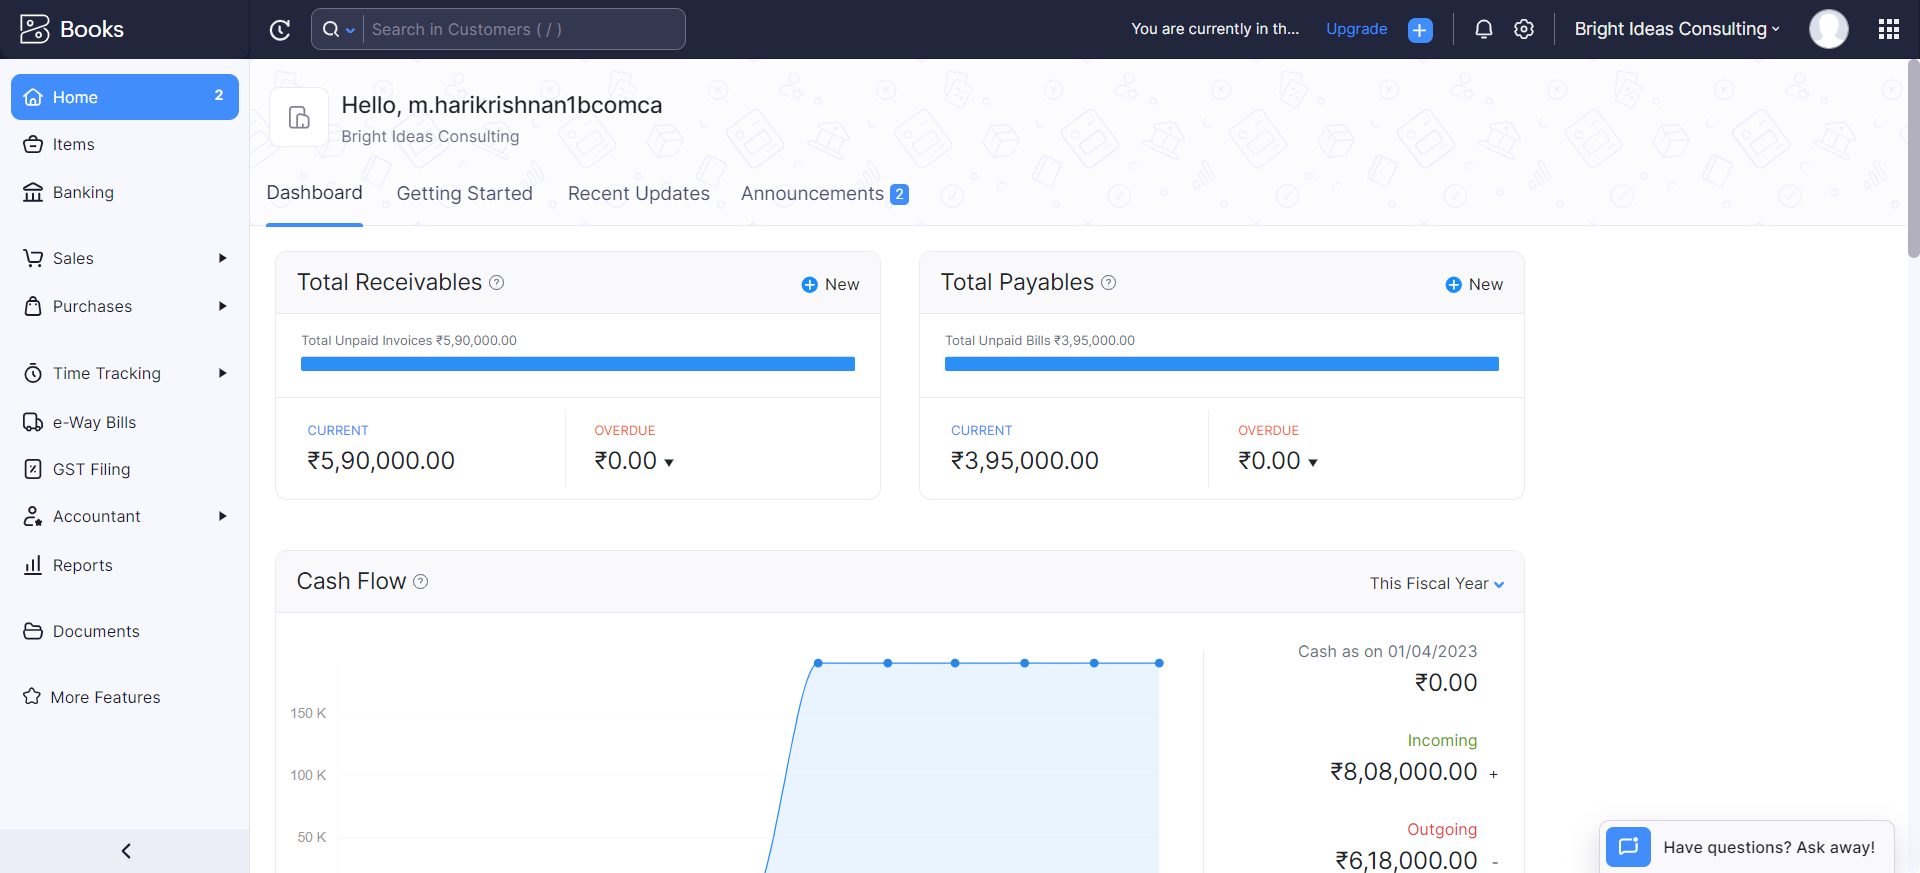 Books
Search in Customers ( / )
You are currently in th...
Upgrade
Bright Ideas Consulting
Home 2
Items
Banking
Sales
Purchases
Time Tracking
e-Way Bills
GST Filing
Accountant
Reports
Documents
More Features
Hello, m.harikrishnan1bcomca
Bright Ideas Consulting
Dashboard
Getting Started
Recent Updates
Announcements 2
Total Receivables ?
+ New
Total Unpaid Invoices ₹5,90,000.00
CURRENT
₹5,90,000.00
OVERDUE
₹0.00
Total Payables ?
+ New
Total Unpaid Bills ₹3,95,000.00
CURRENT
₹3,95,000.00
OVERDUE
₹0.00
Cash Flow ?
This Fiscal Year
150 K
100 K
50 K
Cash as on 01/04/2023
₹0.00
Incoming
₹8,08,000.00 +
Outgoing
₹6,18,000.00 -
Have questions? Ask away!